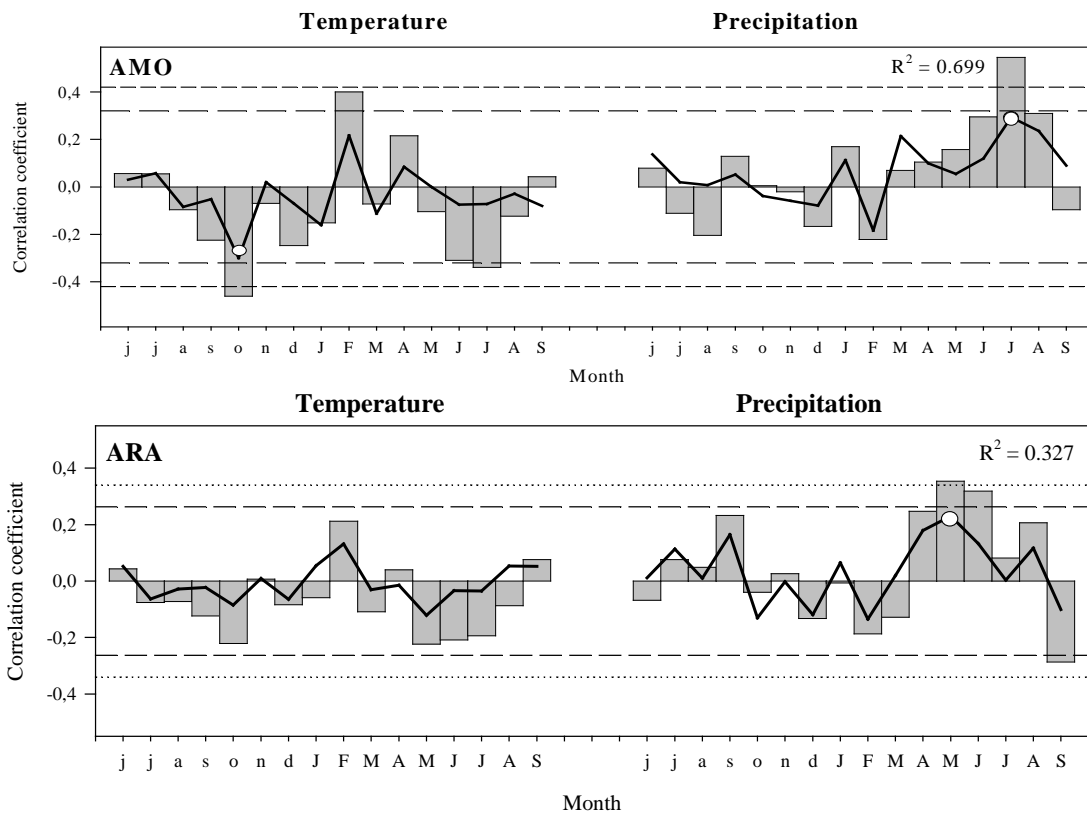 Temperature Precipitation
AMO R² = 0.699
Correlation coefficient
0,4
0,2
0,0
-0,2
-0,4
j j a s o n d J F M A M J J A S j j a s o n d J F M A M J J A S
Month
Temperature Precipitation
ARA R² = 0.327
Correlation coefficient
0,4
0,2
0,0
-0,2
-0,4
j j a s o n d J F M A M J J A S j j a s o n d J F M A M J J A S
Month